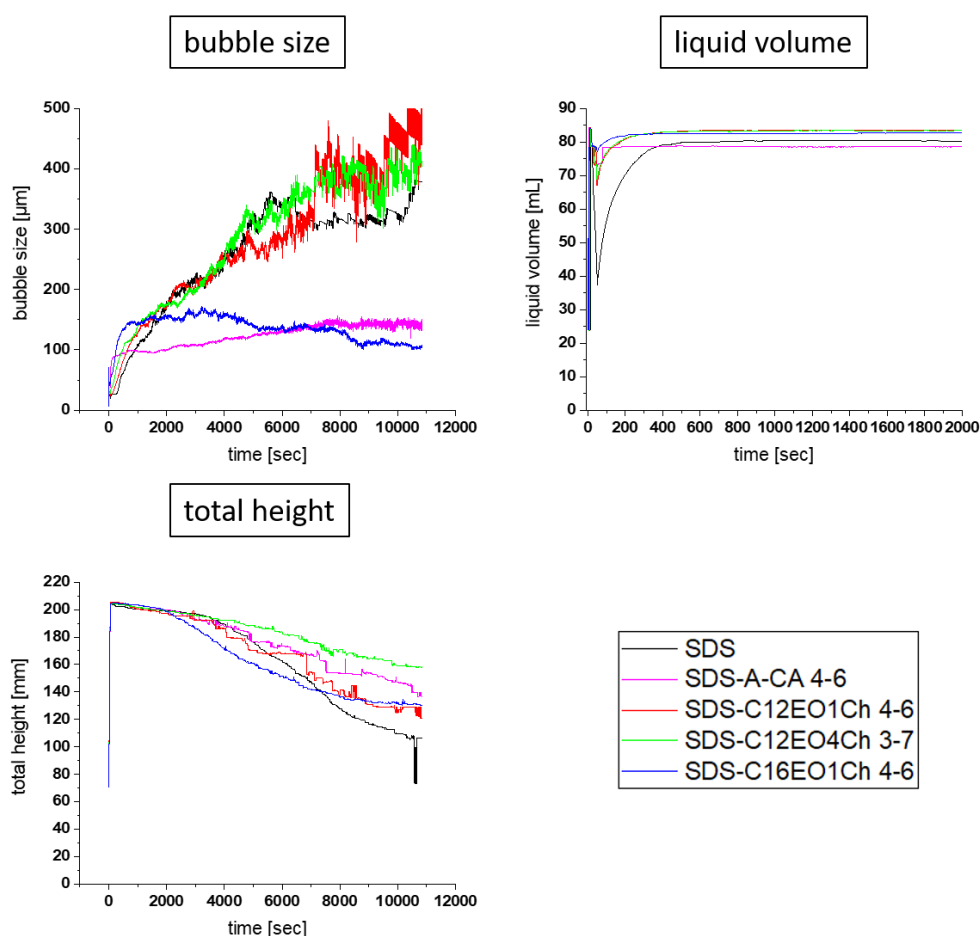 bubble size
liquid volume
500
400
300
200
100
0
bubble size [µm]
0 2000 4000 6000 8000 10000 12000
time [sec]
90
80
70
60
50
40
30
20
10
0
liquid volume [mL]
0 200 400 600 800 1000 1200 1400 1600 1800 2000
time [sec]
total height
220
200
180
160
140
120
100
80
60
40
20
0
total height [mm]
0 2000 4000 6000 8000 10000 12000
time [sec]
SDS
SDS-A-CA 4-6
SDS-C12EO1Ch 4-6
SDS-C12EO4Ch 3-7
SDS-C16EO1Ch 4-6